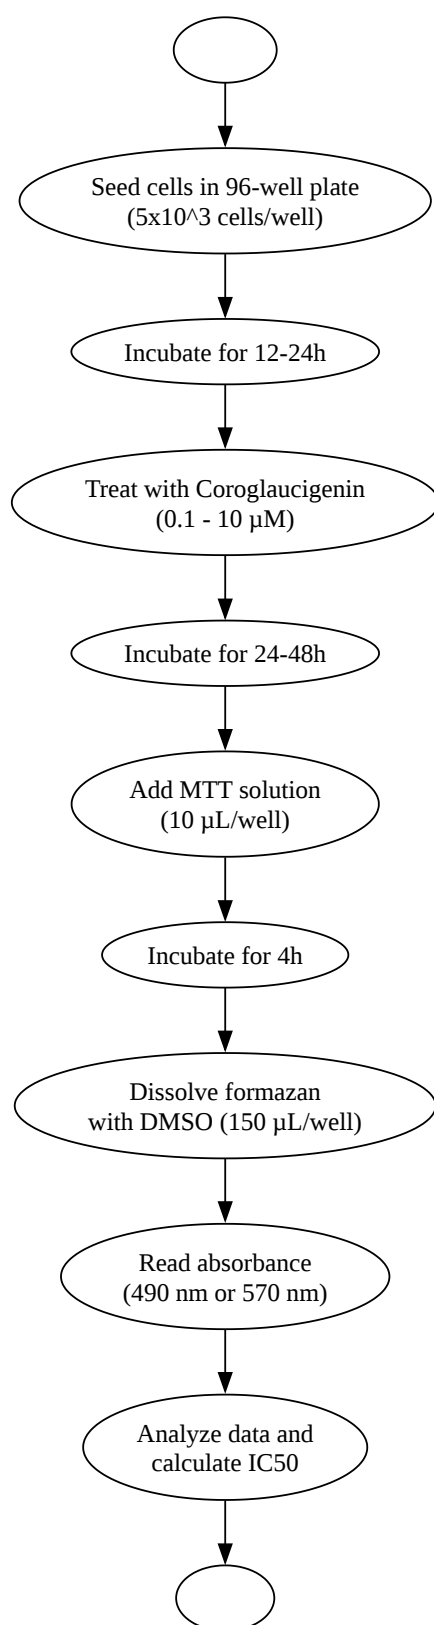 Seed cells in 96-well plate
(5x10^3 cells/well)
Incubate for 12-24h
Treat with Coroglaucigenin
(0.1 - 10 µM)
Incubate for 24-48h
Add MTT solution
(10 µL/well)
Incubate for 4h
Dissolve formazan
with DMSO (150 µL/well)
Read absorbance
(490 nm or 570 nm)
Analyze data and
calculate IC50